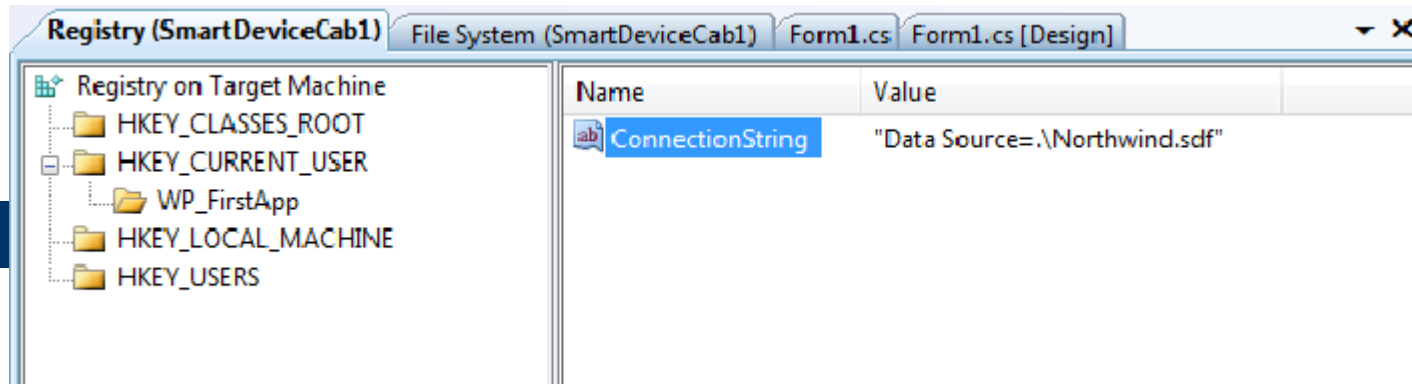 Registry (SmartDeviceCab1) File System (SmartDeviceCab1) Form1.cs Form1.cs [Design]
Registry on Target Machine
HKEY_CLASSES_ROOT
HKEY_CURRENT_USER
WP_FirstApp
HKEY_LOCAL_MACHINE
HKEY_USERS
Name Value
ab ConnectionString "Data Source=.\Northwind.sdf"